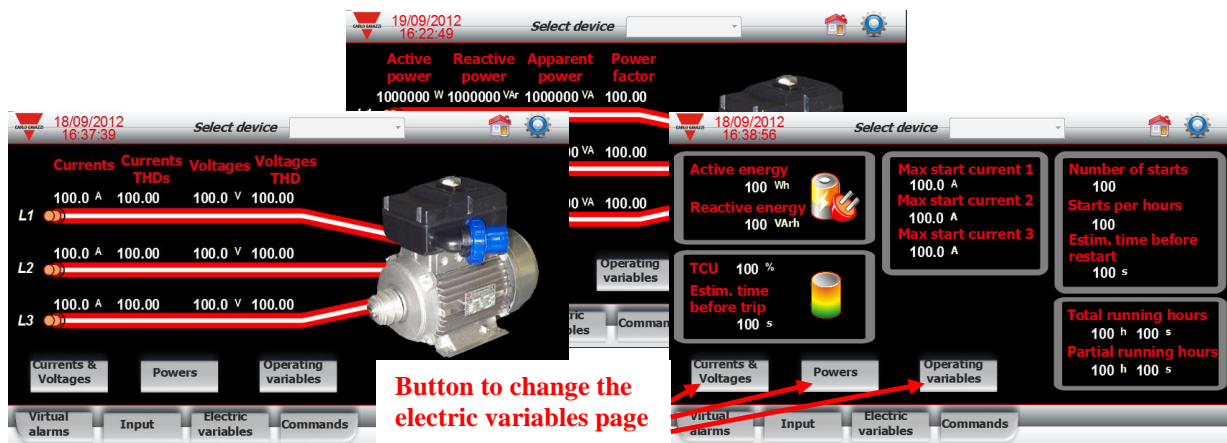 CARLO GAVAZZI
19/09/2012
16:22:49
Select device
Active power
Reactive power
Apparent power
Power factor
1000000 W 1000000 VAr 1000000 VA 100.00
VA 100.00
VA 100.00
Operating
variables
CARLO GAVAZZI
18/09/2012
16:37:39
Select device
Currents
Currents THDs
Voltages
Voltages THD
100.0 A 100.00 100.0 V 100.00
L1
100.0 A 100.00 100.0 V 100.00
L2
100.0 A 100.00 100.0 V 100.00
L3
Currents &
Voltages
Powers
Operating
variables
Virtual
alarms
Input
Electric
variables
Commands
CARLO GAVAZZI
18/09/2012
16:38:56
Select device
Active energy
100 Wh
Reactive energy
100 VArh
TCU 100 %
Estim. time
before trip
100 s
Max start current 1
100.0 A
Max start current 2
100.0 A
Max start current 3
100.0 A
Number of starts
100
Starts per hours
100
Estim. time before
restart
100 s
Total running hours
100 h 100 s
Partial running hours
100 h 100 s
Currents &
Voltages
Powers
Operating
variables
Virtual
alarms
Input
Electric
variables
Commands
Button to change the
electric variables page